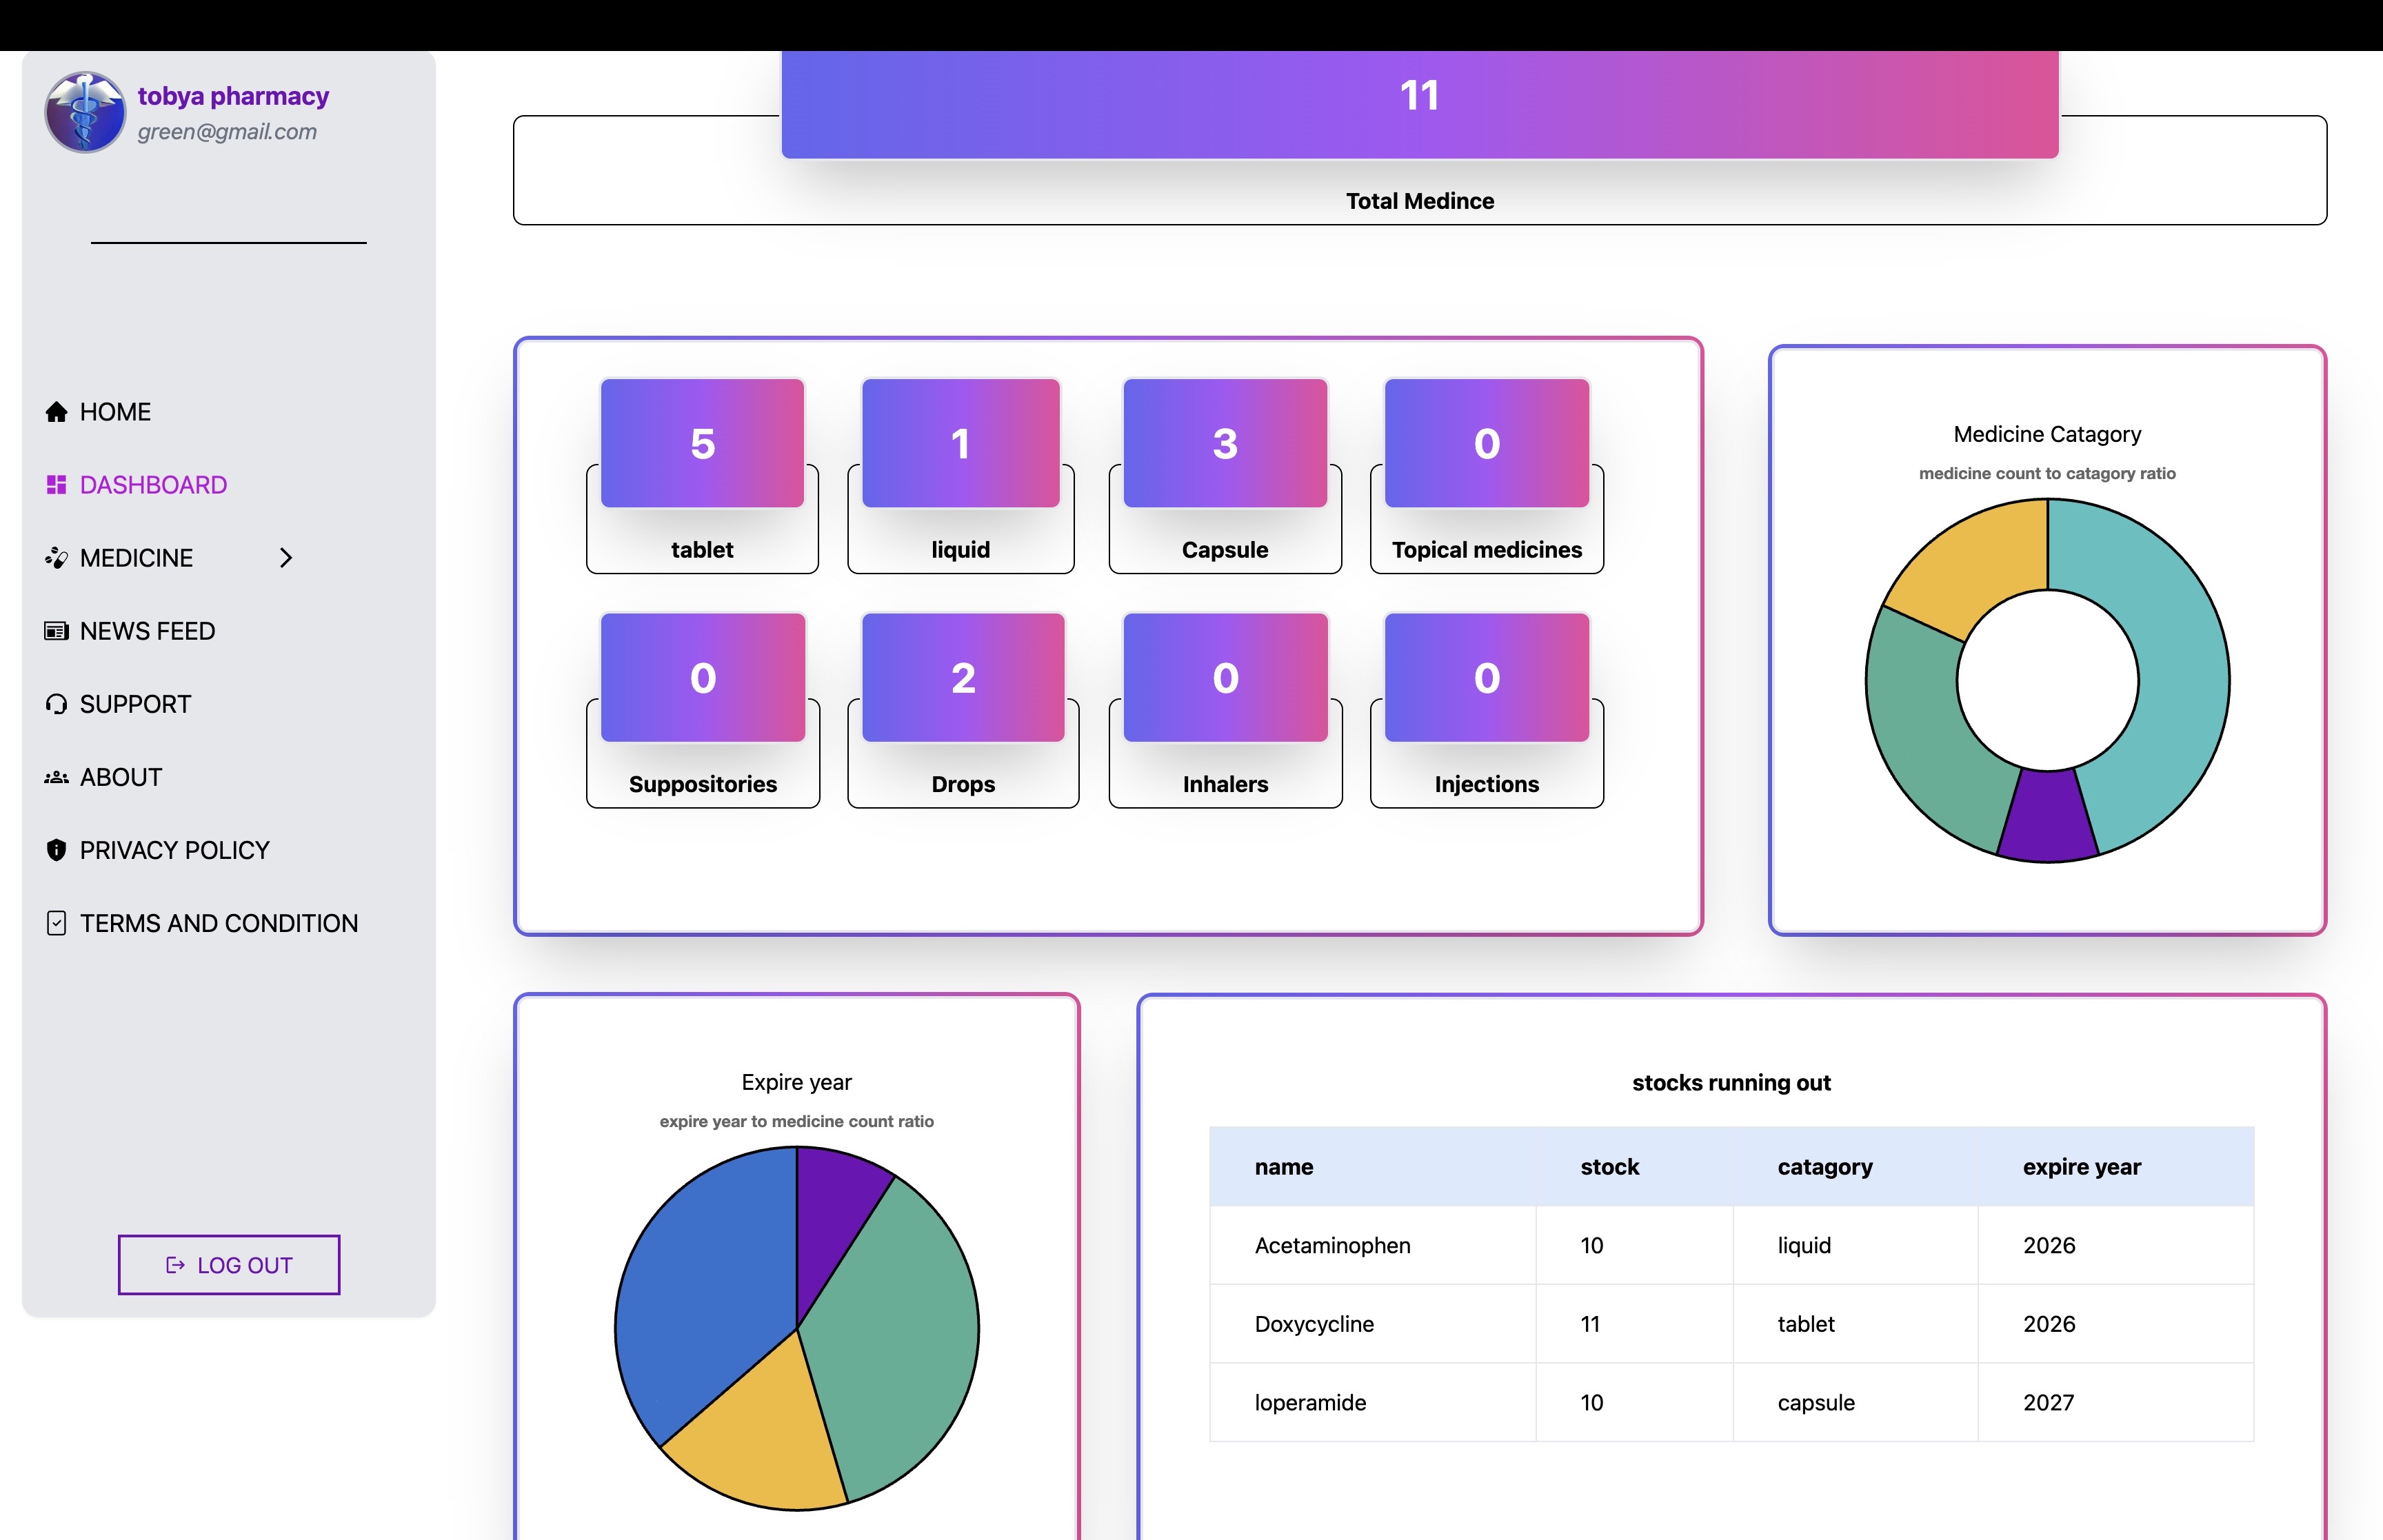 tobya pharmacy
green@gmail.com
HOME
DASHBOARD
MEDICINE
NEWS FEED
SUPPORT
ABOUT
PRIVACY POLICY
TERMS AND CONDITION
LOG OUT
11
Total Medince
5
tablet
1
liquid
3
Capsule
0
Topical medicines
0
Suppositories
2
Drops
0
Inhalers
0
Injections
Medicine Catagory
medicine count to catagory ratio
Expire year
expire year to medicine count ratio
stocks running out
name stock catagory expire year
Acetaminophen 10 liquid 2026
Doxycycline 11 tablet 2026
loperamide 10 capsule 2027